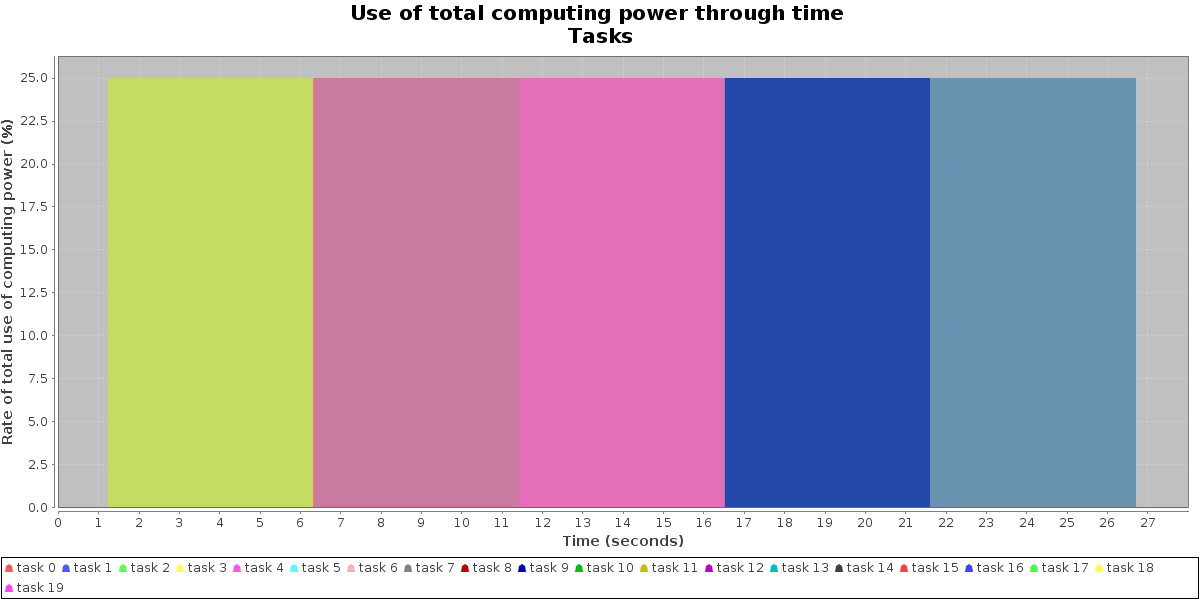 Use of total computing power through time
Tasks
Rate of total use of computing power (%)
25.0
22.5
20.0
17.5
15.0
12.5
10.0
7.5
5.0
2.5
0.0
0 1 2 3 4 5 6 7 8 9 10 11 12 13 14 15 16 17 18 19 20 21 22 23 24 25 26 27
Time (seconds)
task 0 task 1 task 2 task 3 task 4 task 5 task 6 task 7 task 8 task 9 task 10 task 11 task 12 task 13 task 14 task 15 task 16 task 17 task 18
task 19